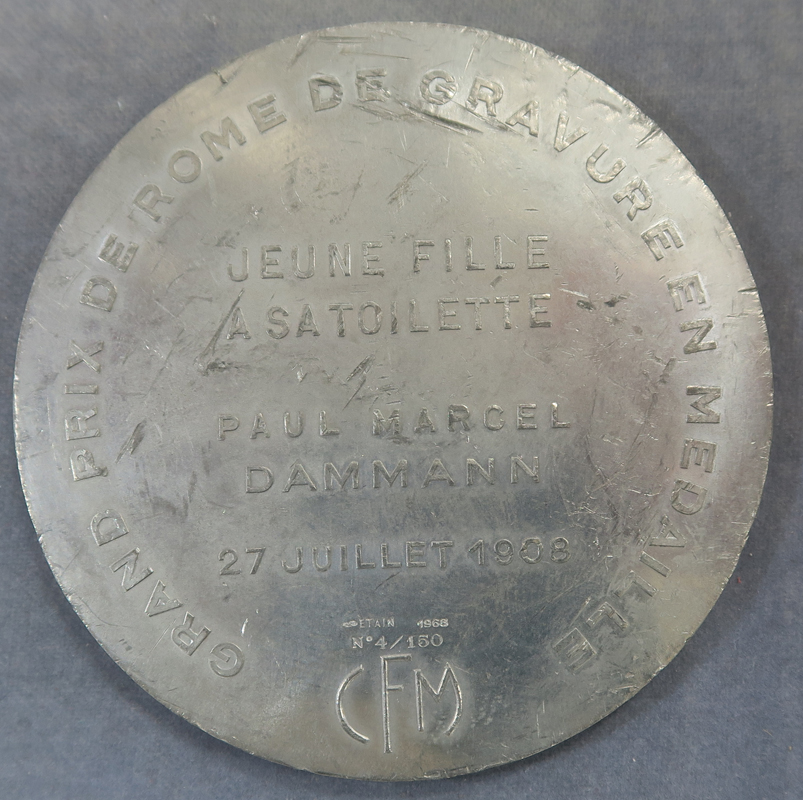 GRAND PRIX DE ROME DE GRAVURE EN MEDAILLE
JEUNE FILLE
A SA TOILETTE
PAUL MARCEL
DAMMANN
27 JUILLET 1908
ETAIN 1968
N°4/150
CFM